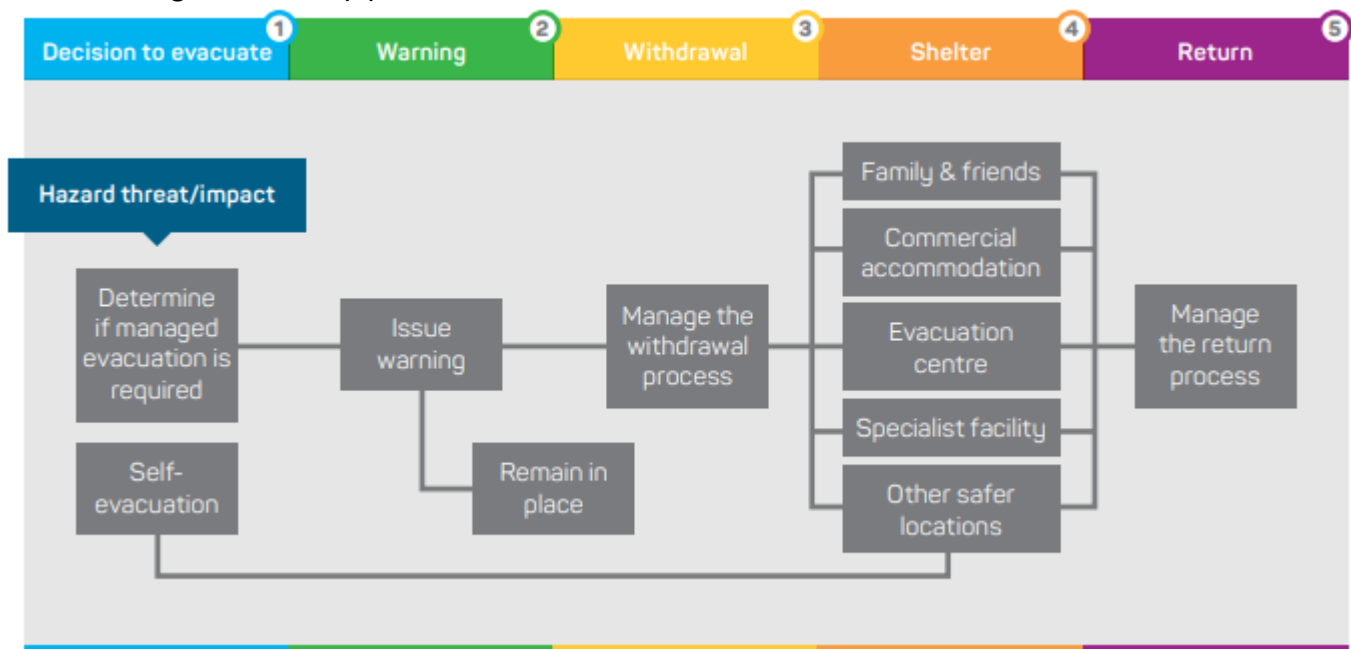 1
2
3
4
5
Decision to evacuate
Warning
Withdrawal
Shelter
Return
Hazard threat/impact
Determine
if managed
evacuation is
required
Self-
evacuation
Issue
warning
Remain in
place
Manage the
withdrawal
process
Family & friends
Commercial
accommodation
Evacuation
centre
Specialist facility
Other safer
locations
Manage
the return
process